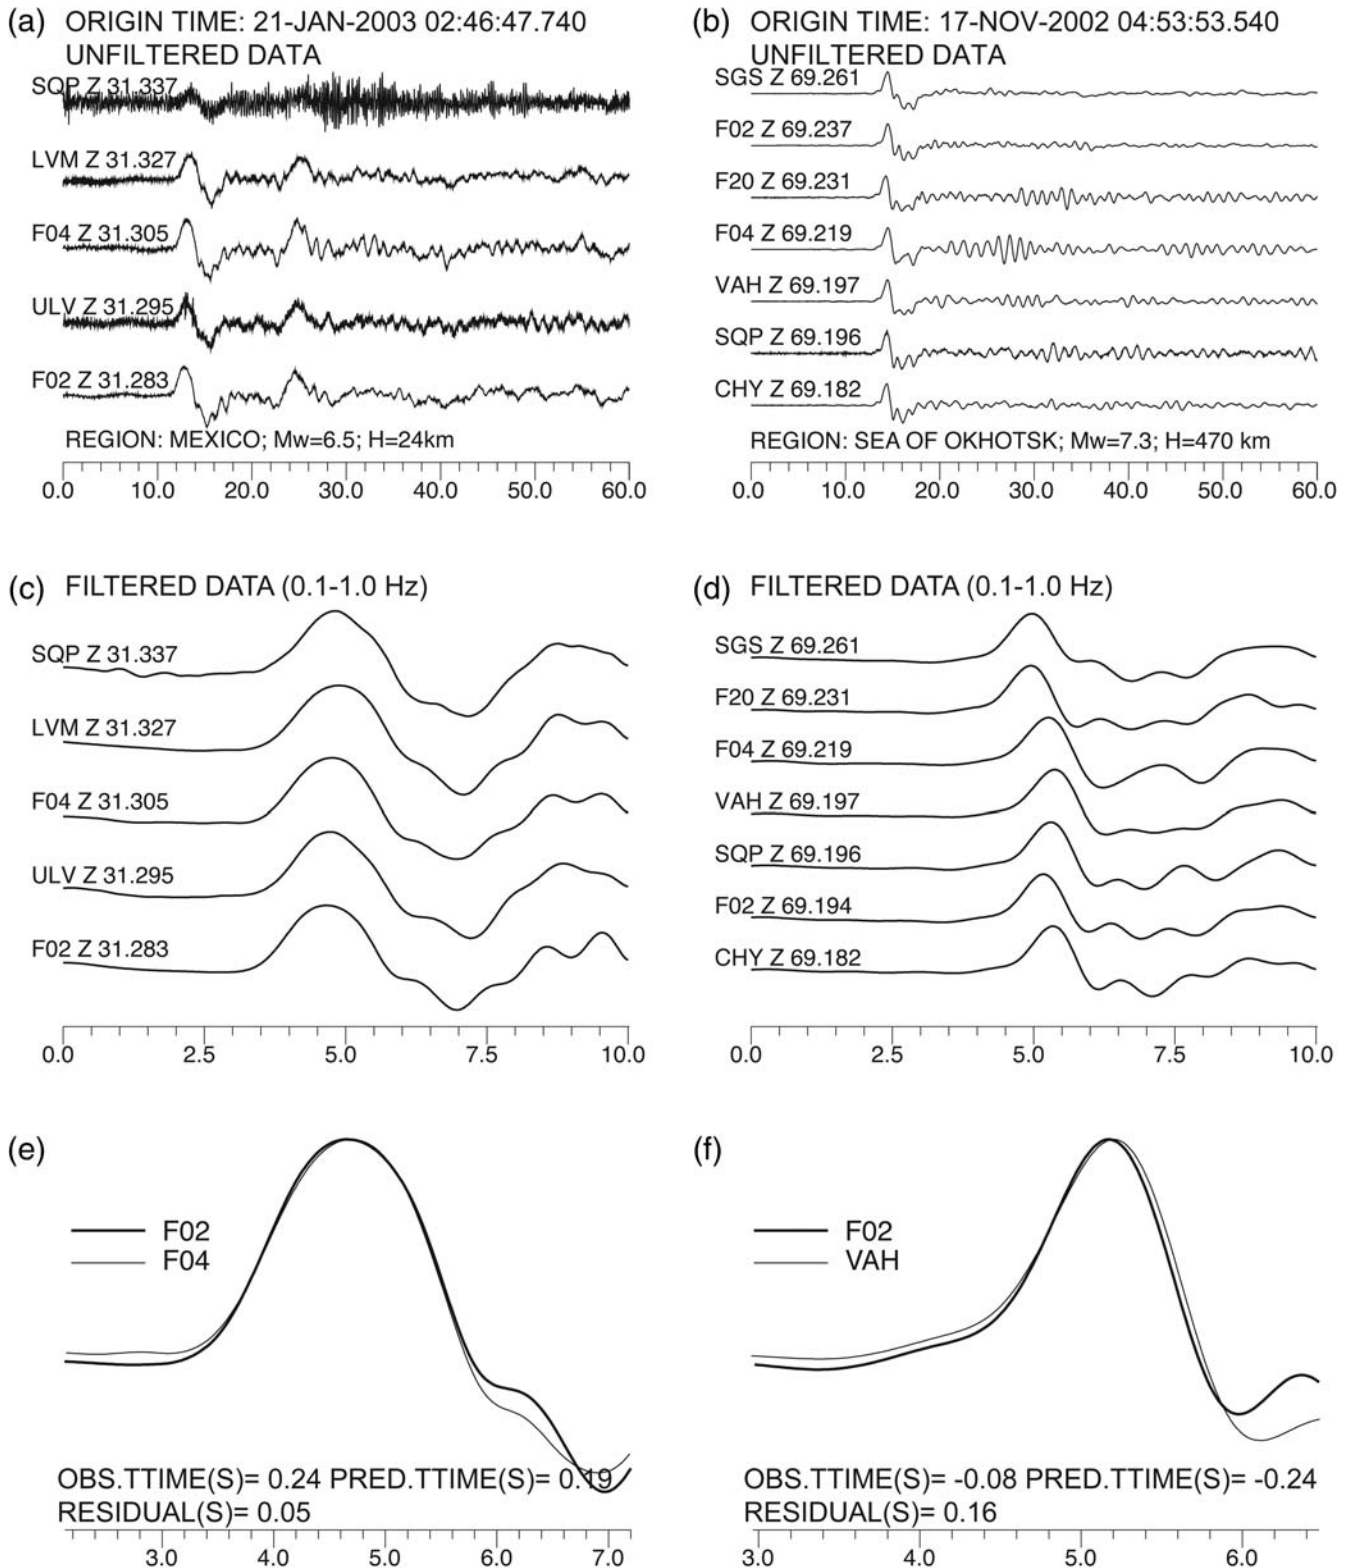 (a) ORIGIN TIME: 21-JAN-2003 02:46:47.740
UNFILTERED DATA
SQP Z 31.337
LVM Z 31.327
F04 Z 31.305
ULV Z 31.295
F02 Z 31.283
REGION: MEXICO; Mw=6.5; H=24km
0.0 10.0 20.0 30.0 40.0 50.0 60.0
(b) ORIGIN TIME: 17-NOV-2002 04:53:53.540
UNFILTERED DATA
SGS Z 69.261
F02 Z 69.237
F20 Z 69.231
F04 Z 69.219
VAH Z 69.197
SQP Z 69.196
CHY Z 69.182
REGION: SEA OF OKHOTSK; Mw=7.3; H=470 km
0.0 10.0 20.0 30.0 40.0 50.0 60.0
(c) FILTERED DATA (0.1-1.0 Hz)
SQP Z 31.337
LVM Z 31.327
F04 Z 31.305
ULV Z 31.295
F02 Z 31.283
0.0 2.5 5.0 7.5 10.0
(d) FILTERED DATA (0.1-1.0 Hz)
SGS Z 69.261
F20 Z 69.231
F04 Z 69.219
VAH Z 69.197
SQP Z 69.196
F02 Z 69.194
CHY Z 69.182
0.0 2.5 5.0 7.5 10.0
(e)
F02
F04
OBS.TTIME(S)= 0.24 PRED.TTIME(S)= 0.19
RESIDUAL(S)= 0.05
3.0 4.0 5.0 6.0 7.0
(f)
F02
VAH
OBS.TTIME(S)= -0.08 PRED.TTIME(S)= -0.24
RESIDUAL(S)= 0.16
3.0 4.0 5.0 6.0